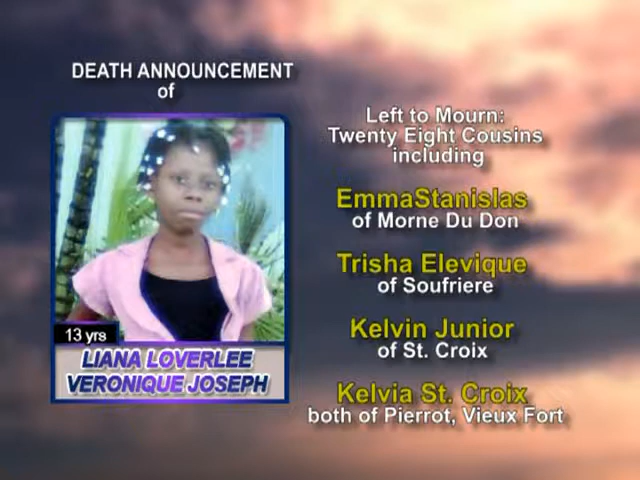 DEATH ANNOUNCEMENT
of
13 yrs
LIANA LOVERLEE
VERONIQUE JOSEPH
Left to Mourn:
Twenty Eight Cousins
including
EmmaStanislas
of Morne Du Don
Trisha Elevique
of Soufriere
Kelvin Junior
of St. Croix
Kelvia St. Croix
both of Pierrot, Vieux Fort